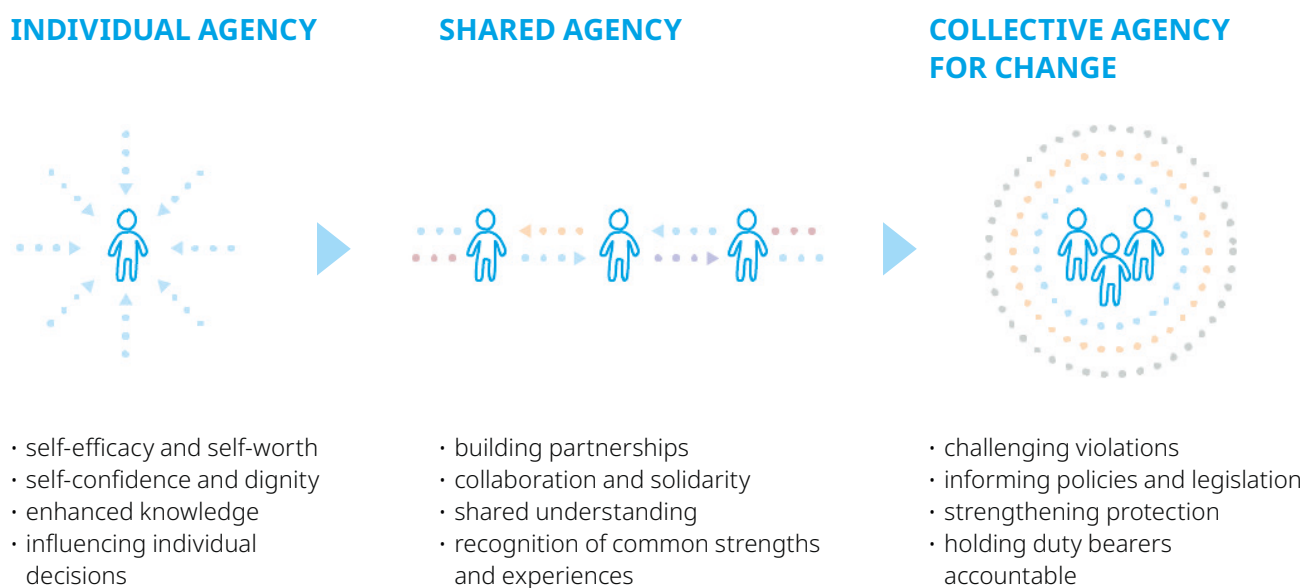 INDIVIDUAL AGENCY
· self-efficacy and self-worth
· self-confidence and dignity
· enhanced knowledge
· influencing individual
decisions
SHARED AGENCY
· building partnerships
· collaboration and solidarity
· shared understanding
· recognition of common strengths
and experiences
COLLECTIVE AGENCY
FOR CHANGE
· challenging violations
· informing policies and legislation
· strengthening protection
· holding duty bearers
accountable